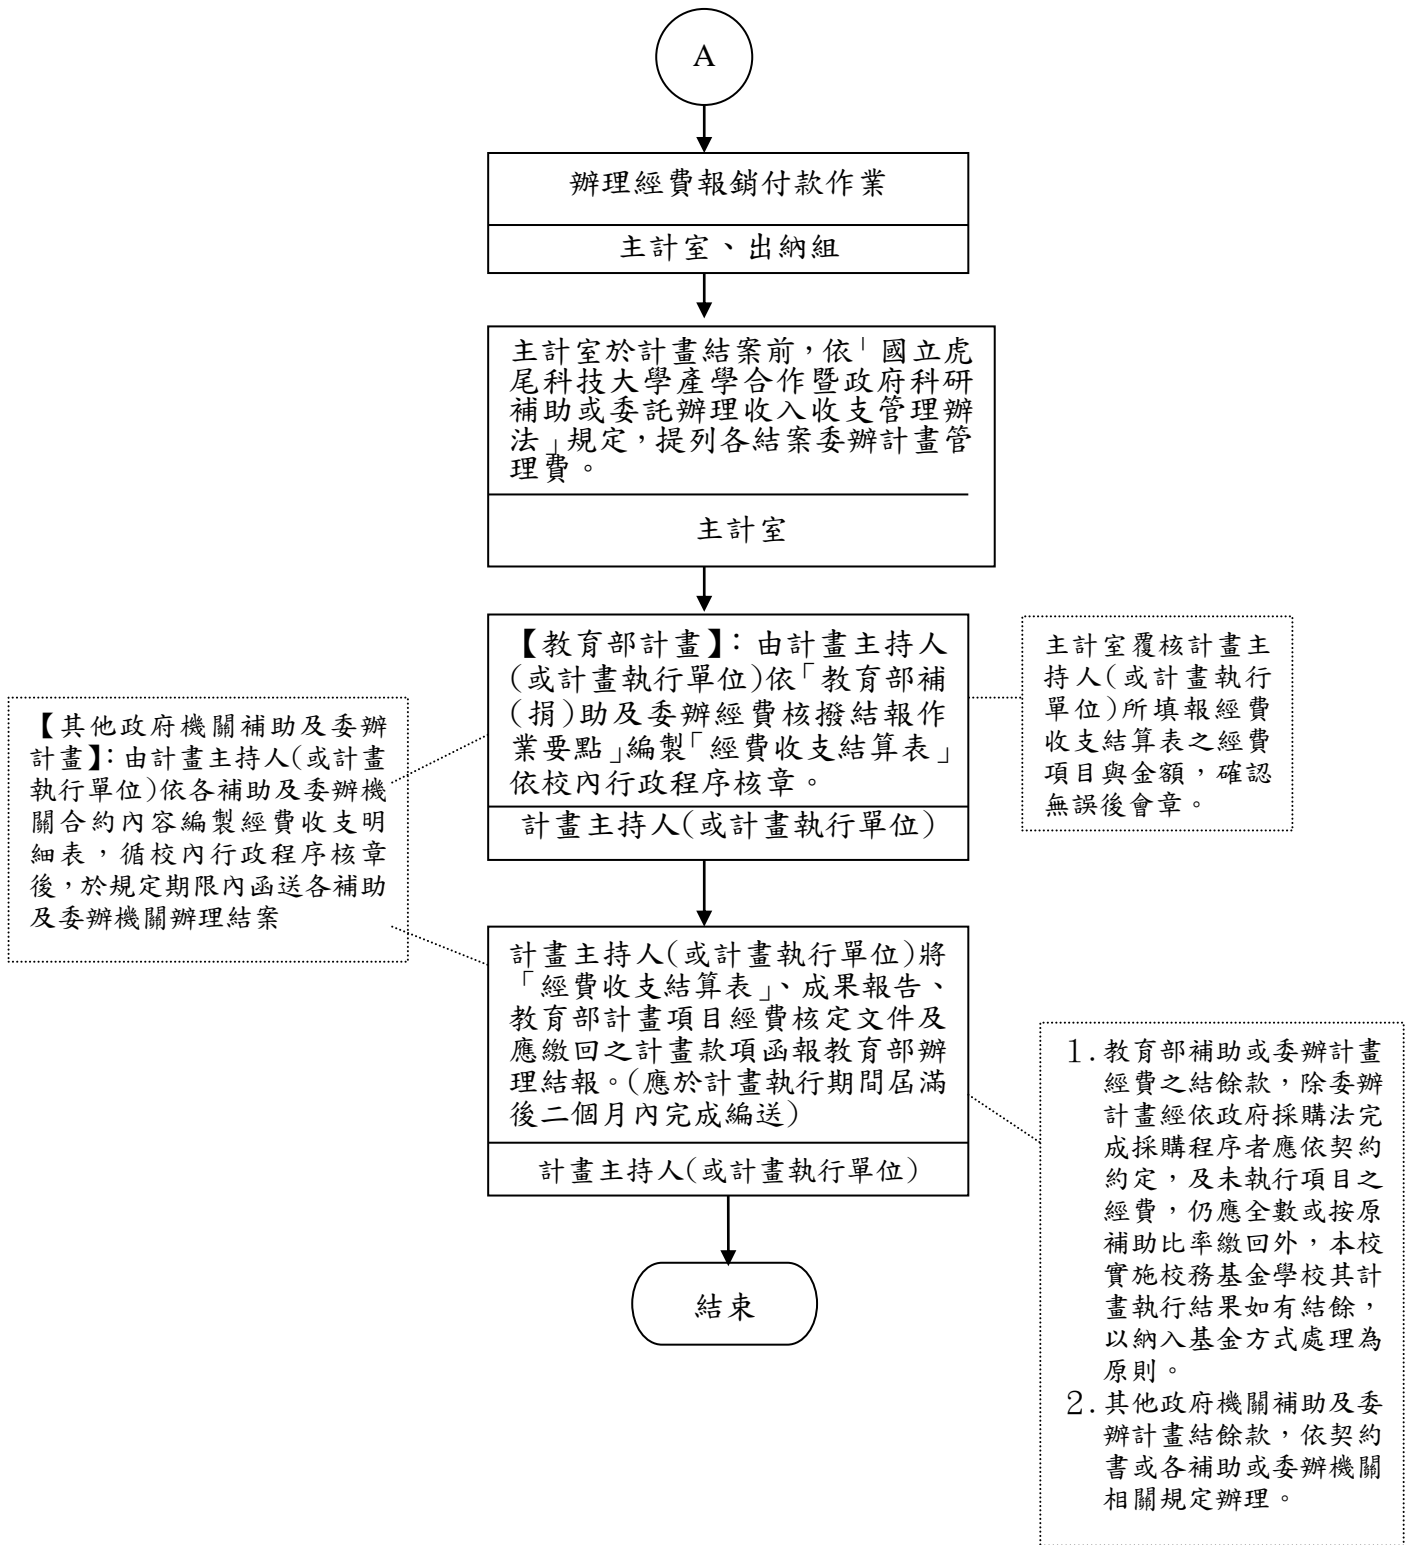 A
辦理經費報銷付款作業
主計室、出納組
主計室於計畫結案前，依「國立虎
尾科技大學產學合作暨政府科研
補助或委託辦理收入收支管理辦
法」規定，提列各結案委辦計畫管
理費。
主計室
【教育部計畫】：由計畫主持人
(或計畫執行單位)依「教育部補
(捐)助及委辦經費核撥結報作
業要點」編製「經費收支結算表」
依校內行政程序核章。
計畫主持人(或計畫執行單位)
主計室覆核計畫主
持人(或計畫執行
單位)所填報經費
收支結算表之經費
項目與金額，確認
無誤後會章。
【其他政府機關補助及委辦
計畫】：由計畫主持人(或計畫
執行單位)依各補助及委辦機
關合約內容編製經費收支明
細表，循校內行政程序核章
後，於規定期限內函送各補助
及委辦機關辦理結案
計畫主持人(或計畫執行單位)將
「經費收支結算表」、成果報告、
教育部計畫項目經費核定文件及
應繳回之計畫款項函報教育部辦
理結報。(應於計畫執行期間屆滿
後二個月內完成編送)
計畫主持人(或計畫執行單位)
1.教育部補助或委辦計畫
經費之結餘款，除委辦
計畫經依政府採購法完
成採購程序者應依契約
約定，及未執行項目之
經費，仍應全數或按原
補助比率繳回外，本校
實施校務基金學校其計
畫執行結果如有結餘，
以納入基金方式處理為
原則。
2.其他政府機關補助及委
辦計畫結餘款，依契約
書或各補助或委辦機關
相關規定辦理。
結束